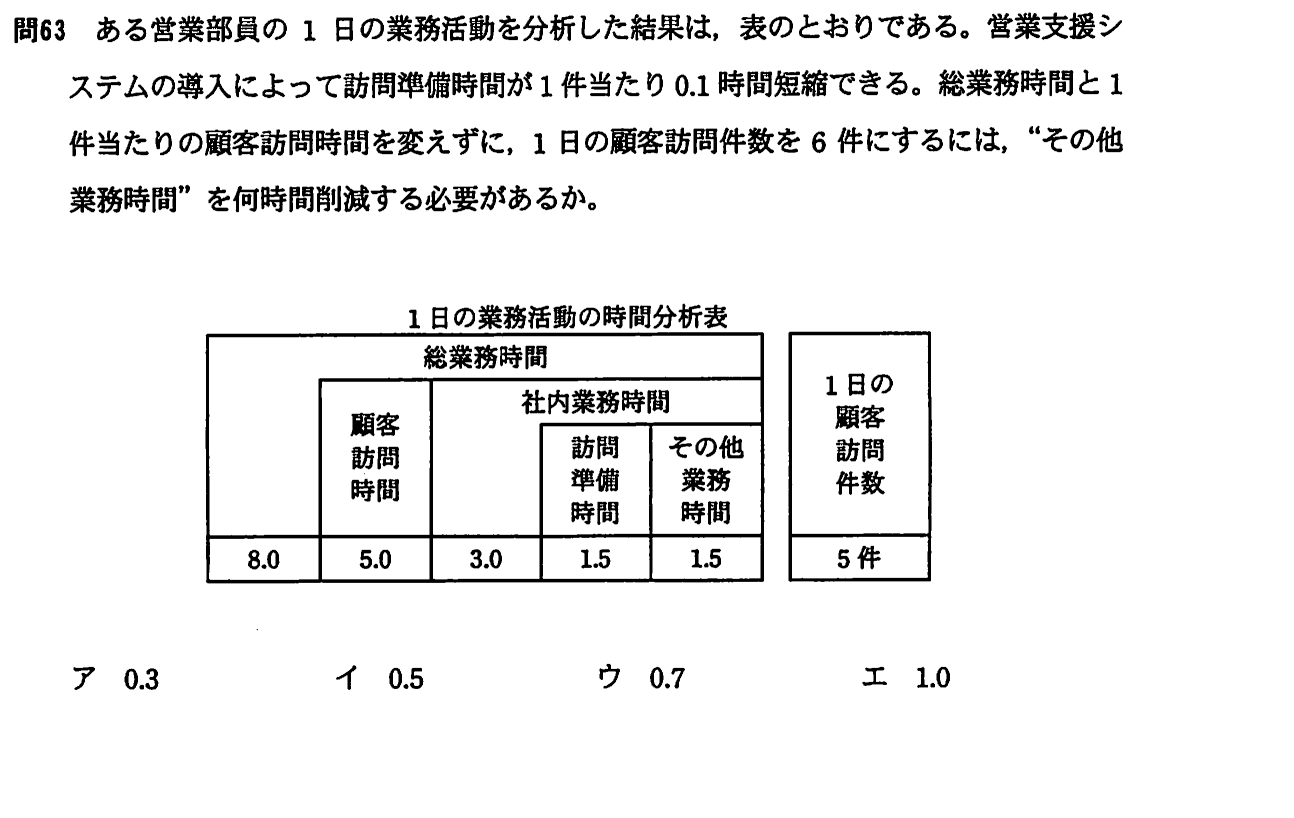 問63 ある営業部員の 1 日の業務活動を分析した結果は，表のとおりである。営業支援シ
ステムの導入によって訪問準備時間が1件当たり0.1時間短縮できる。総業務時間と1
件当たりの顧客訪問時間を変えずに，1 日の顧客訪問件数を 6 件にするには，“その他
業務時間”を何時間削減する必要があるか。
1 日の業務活動の時間分析表
総業務時間
社内業務時間
顧客
訪問
時間
訪問
準備
時間
その他
業務
時間
1日の
顧客
訪問
件数
8.0 5.0 3.0 1.5 1.5 5件
ア 0.3 イ 0.5 ウ 0.7 エ 1.0